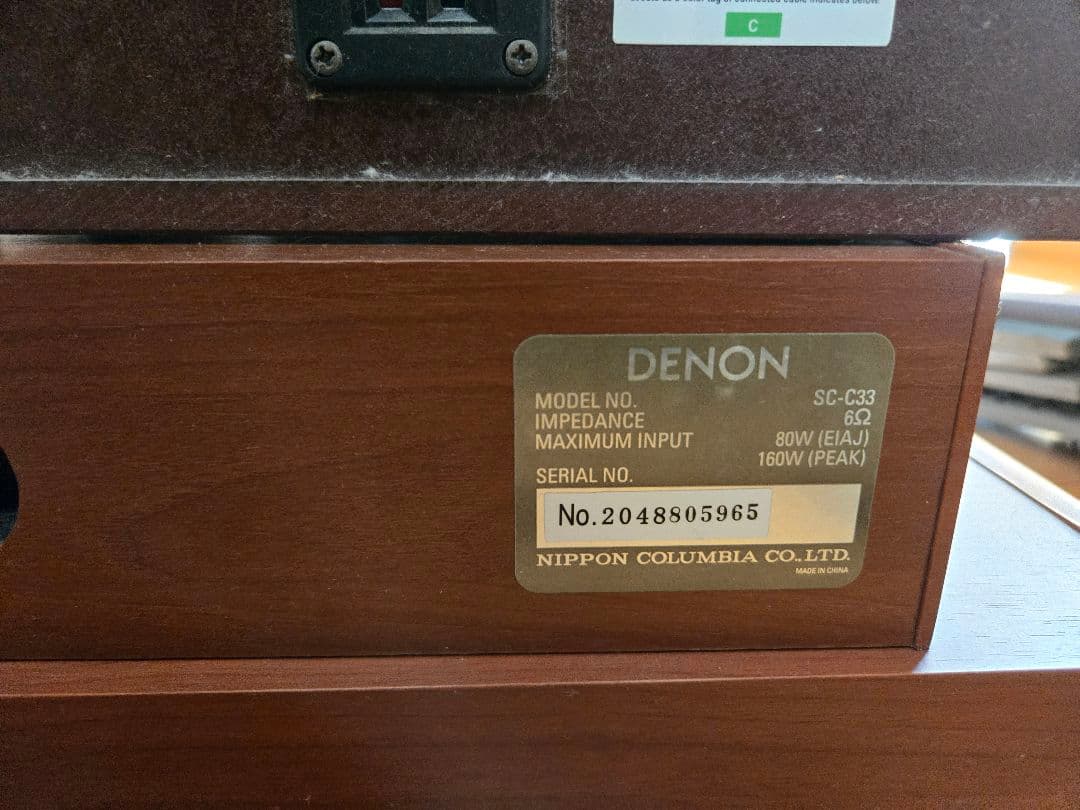 C
DENON
MODEL NO. SC-C33
IMPEDANCE 6Ω
MAXIMUM INPUT 80W (EIAJ)
160W (PEAK)
SERIAL NO.
No.2048805965
NIPPON COLUMBIA CO.,LTD.
MADE IN CHINA